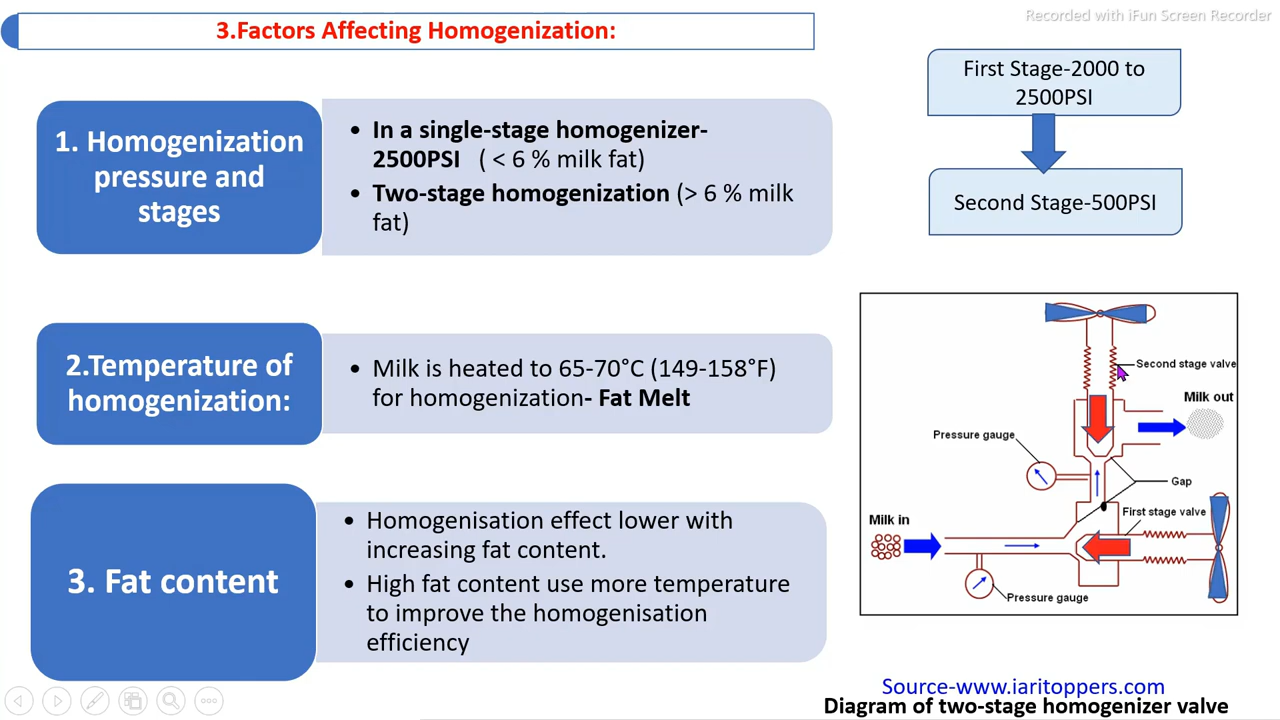 Recorded with iFun Screen Recorder
3.Factors Affecting Homogenization:
1. Homogenization
pressure and
stages
• In a single-stage homogenizer-
2500PSI ( < 6 % milk fat)
• Two-stage homogenization (> 6 % milk
fat)
First Stage-2000 to
2500PSI
Second Stage-500PSI
2.Temperature of
homogenization:
• Milk is heated to 65-70°C (149-158°F)
for homogenization- Fat Melt
3. Fat content
• Homogenisation effect lower with
increasing fat content.
• High fat content use more temperature
to improve the homogenisation
efficiency
Second stage valve
Milk out
Pressure gauge
Gap
First stage valve
Milk in
Pressure gauge
Source-www.iaritoppers.com
Diagram of two-stage homogenizer valve